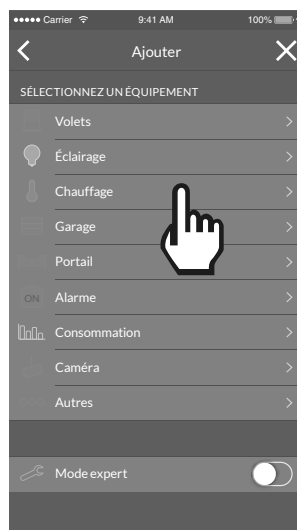 Carrier 9:41 AM 100%
Ajouter
SÉLECTIONNEZ UN ÉQUIPEMENT
Volets
Éclairage
Chauffage
Garage
Portail
ON Alarme
Consommation
Caméra
Autres
Mode expert